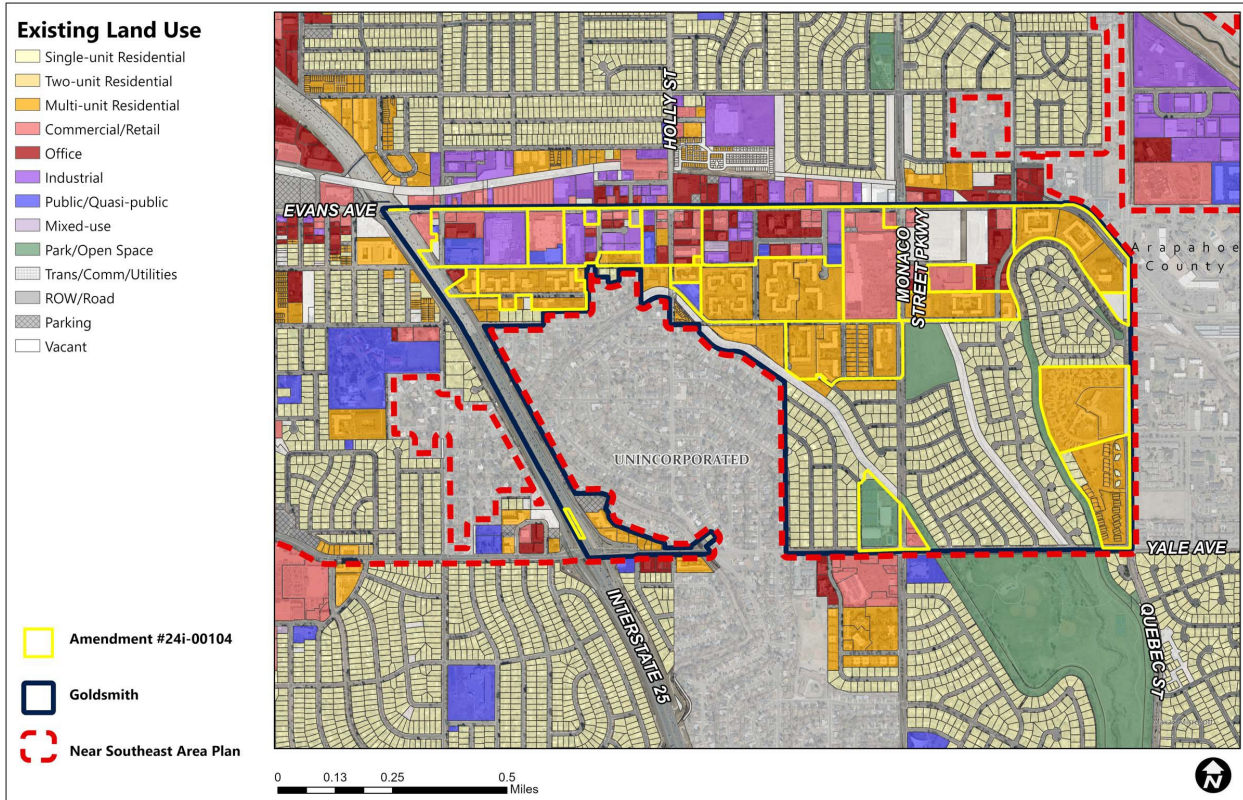 Existing Land Use
Single-unit Residential
Two-unit Residential
Multi-unit Residential
Commercial/Retail
Office
Industrial
Public/Quasi-public
Mixed-use
Park/Open Space
Trans/Comm/Utilities
ROW/Road
Parking
Vacant
Amendment #24i-00104
Goldsmith
Near Southeast Area Plan
HOLLY ST
EVANS AVE
MONACO
STREET PKWY
Arapahoe
County
UNINCORPORATED
YALE AVE
INTERSTATE 25
QUEBEC ST
0 0.13 0.25 0.5
Miles
N